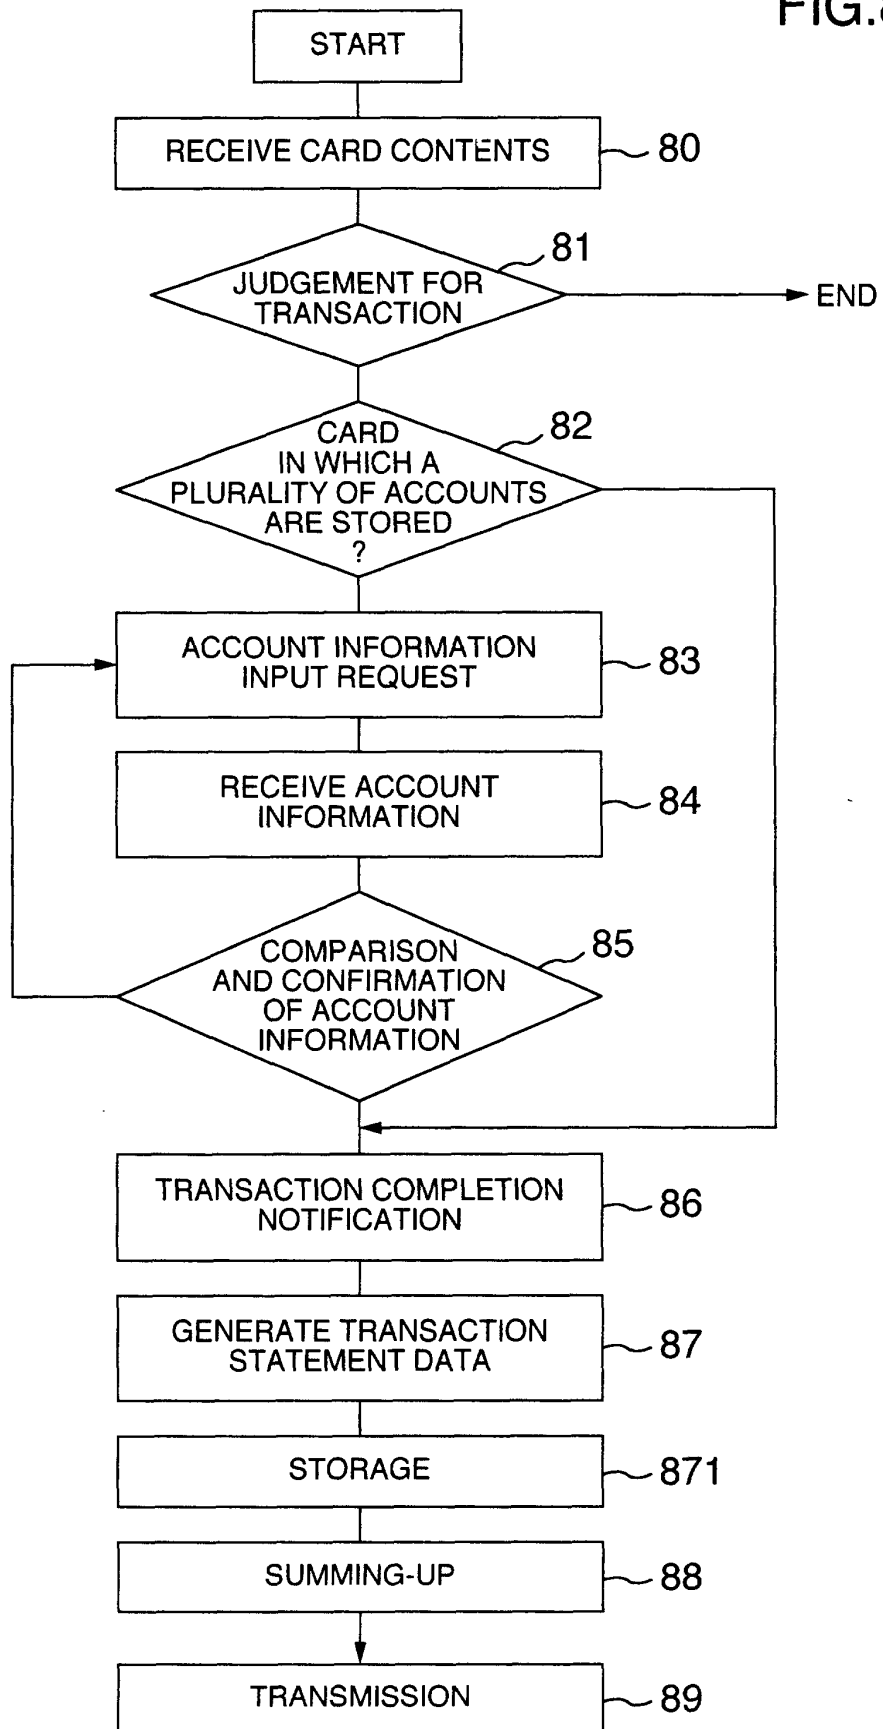 FIG.8
START
RECEIVE CARD CONTENTS
80
81
JUDGEMENT FOR
TRANSACTION
END
82
CARD
IN WHICH A
PLURALITY OF ACCOUNTS
ARE STORED
?
ACCOUNT INFORMATION
INPUT REQUEST
83
RECEIVE ACCOUNT
INFORMATION
84
85
COMPARISON
AND CONFIRMATION
OF ACCOUNT
INFORMATION
TRANSACTION COMPLETION
NOTIFICATION
86
GENERATE TRANSACTION
STATEMENT DATA
87
STORAGE
871
SUMMING-UP
88
TRANSMISSION
89